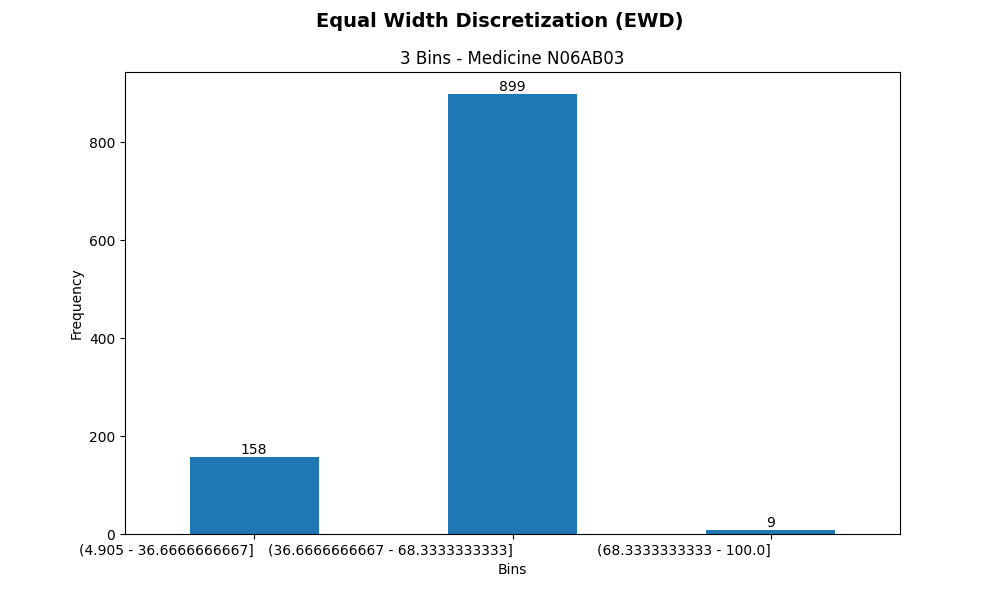 Equal Width Discretization (EWD)
3 Bins - Medicine N06AB03
899
800
600
Frequency
400
200
158
9
0
(4.905 - 36.6666666667]
(36.6666666667 - 68.3333333333]
(68.3333333333 - 100.0]
Bins